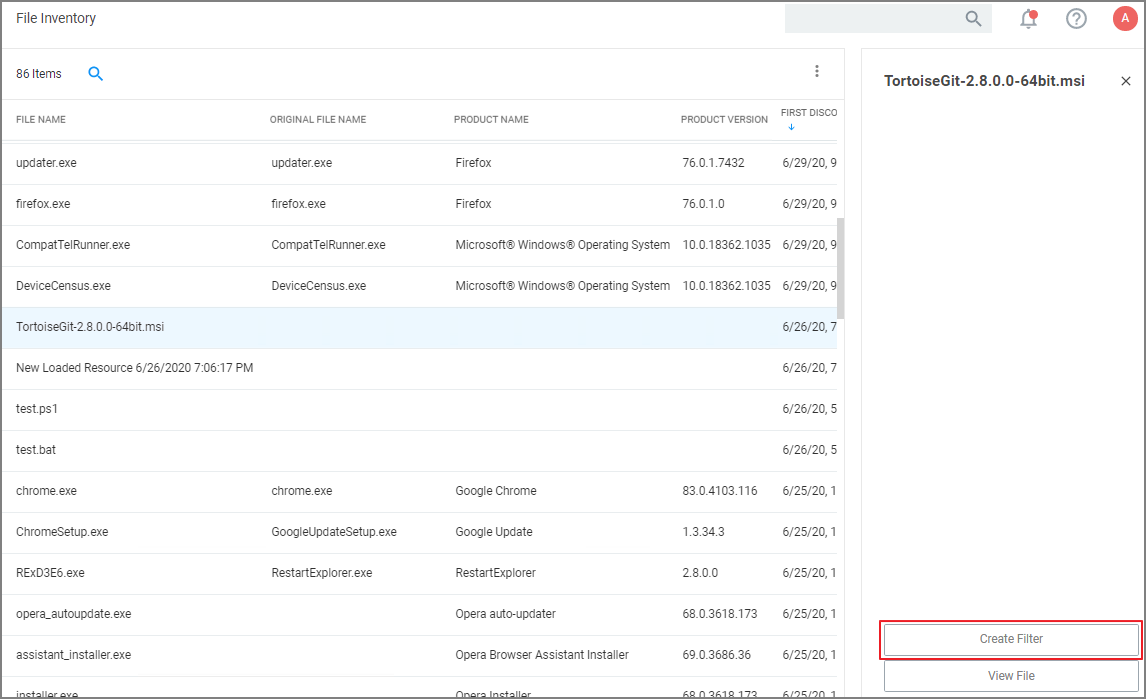 File Inventory
A
86 Items
TortoiseGit-2.8.0.0-64bit.msi
FILE NAME ORIGINAL FILE NAME PRODUCT NAME PRODUCT VERSION FIRST DISCO
updater.exe updater.exe Firefox 76.0.1.7432 6/29/20, 9
firefox.exe firefox.exe Firefox 76.0.1.0 6/29/20, 9
CompatTelRunner.exe CompatTelRunner.exe Microsoft® Windows® Operating System 10.0.18362.1035 6/29/20, 9
DeviceCensus.exe DeviceCensus.exe Microsoft® Windows® Operating System 10.0.18362.1035 6/29/20, 9
TortoiseGit-2.8.0.0-64bit.msi 6/26/20, 7
New Loaded Resource 6/26/2020 7:06:17 PM 6/26/20, 7
test.ps1 6/26/20, 5
test.bat 6/26/20, 5
chrome.exe chrome.exe Google Chrome 83.0.4103.116 6/25/20, 1
ChromeSetup.exe GoogleUpdateSetup.exe Google Update 1.3.34.3 6/25/20, 1
RExD3E6.exe RestartExplorer.exe RestartExplorer 2.8.0.0 6/25/20, 1
opera_autoupdate.exe Opera auto-updater 68.0.3618.173 6/25/20, 1
assistant_installer.exe Opera Browser Assistant Installer 69.0.3686.36 6/25/20, 1
installer.exe Opera Installer 68.0.3618.173 6/25/20, 1
Create Filter
View File